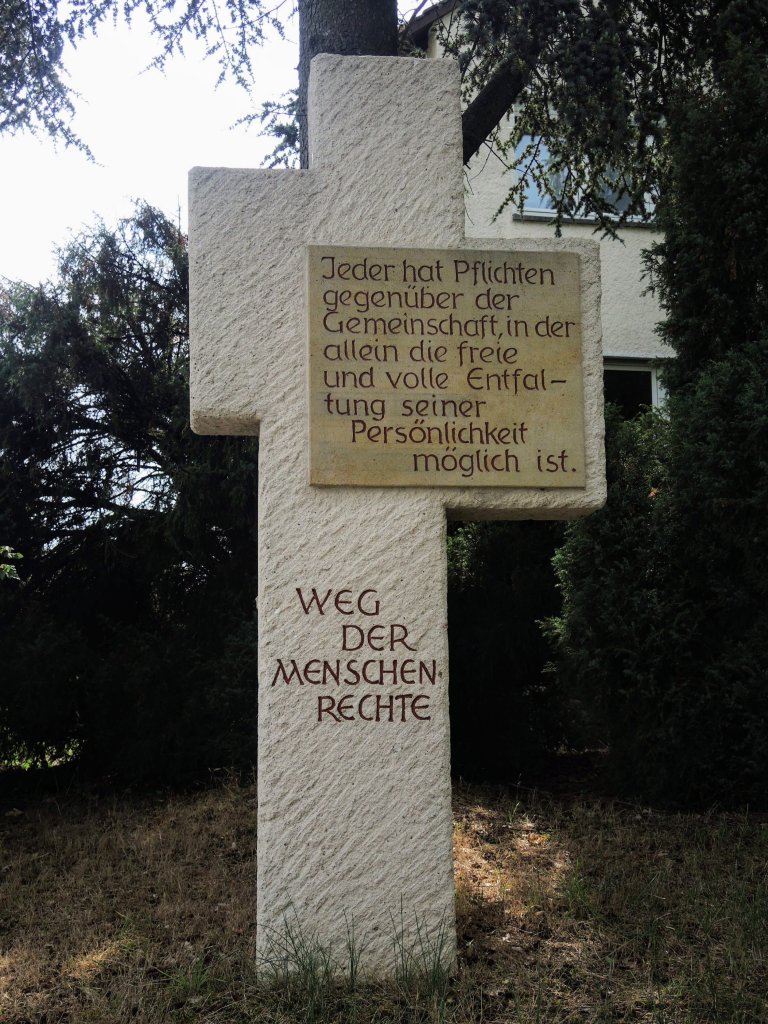 Jeder hat Pflichten
gegenüber der
Gemeinschaft, in der
allein die freie
und volle Entfal-
tung seiner
Persönlichkeit
möglich ist.
WEG
DER
MENSCHEN-
RECHTE